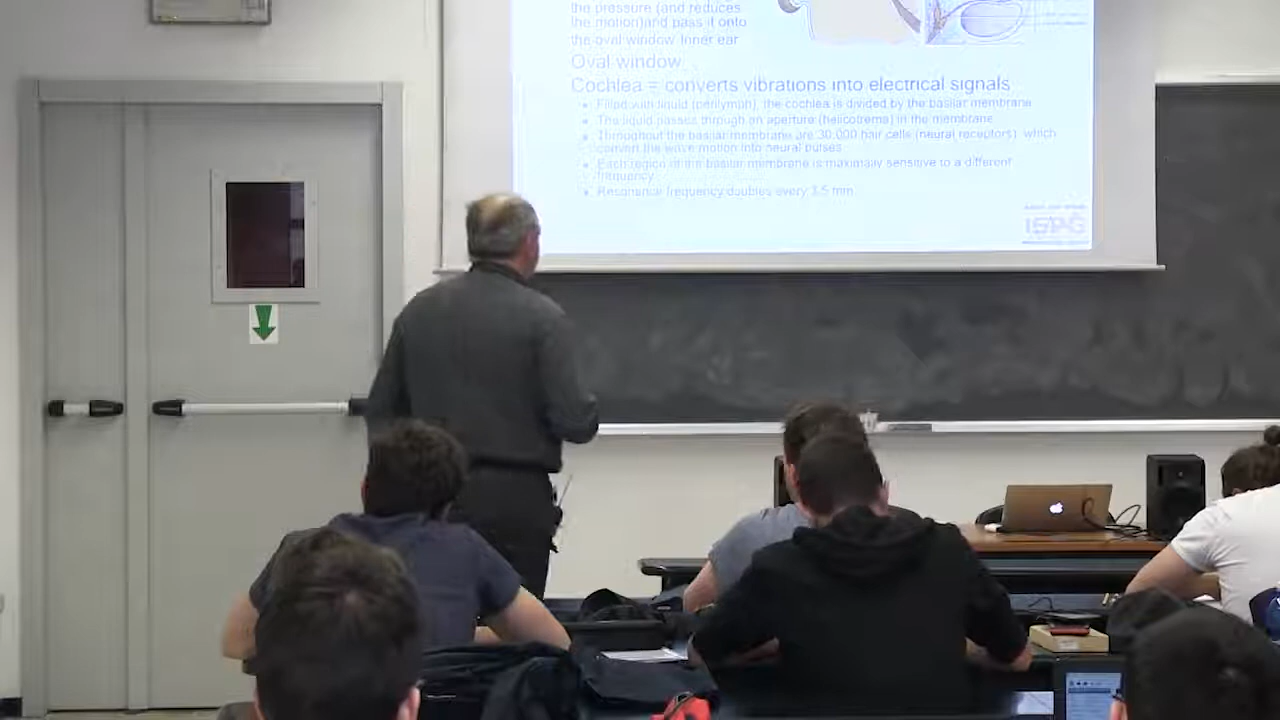 the pressure (and reduces
the motion)and pass it onto
the oval window Inner ear
Oval window
Cochlea = converts vibrations into electrical signals
Filled with liquid (perilymph), the cochlea is divided by the basilar membrane
The liquid passes through an aperture (helicotrema) in the membrane
Throughout the basilar membrane are 30,000 hair cells (neural receptors), which
convert the wave motion into neural pulses
Each region of the basilar membrane is maximally sensitive to a different
frequency
Resonance frequency doubles every 3.5 mm